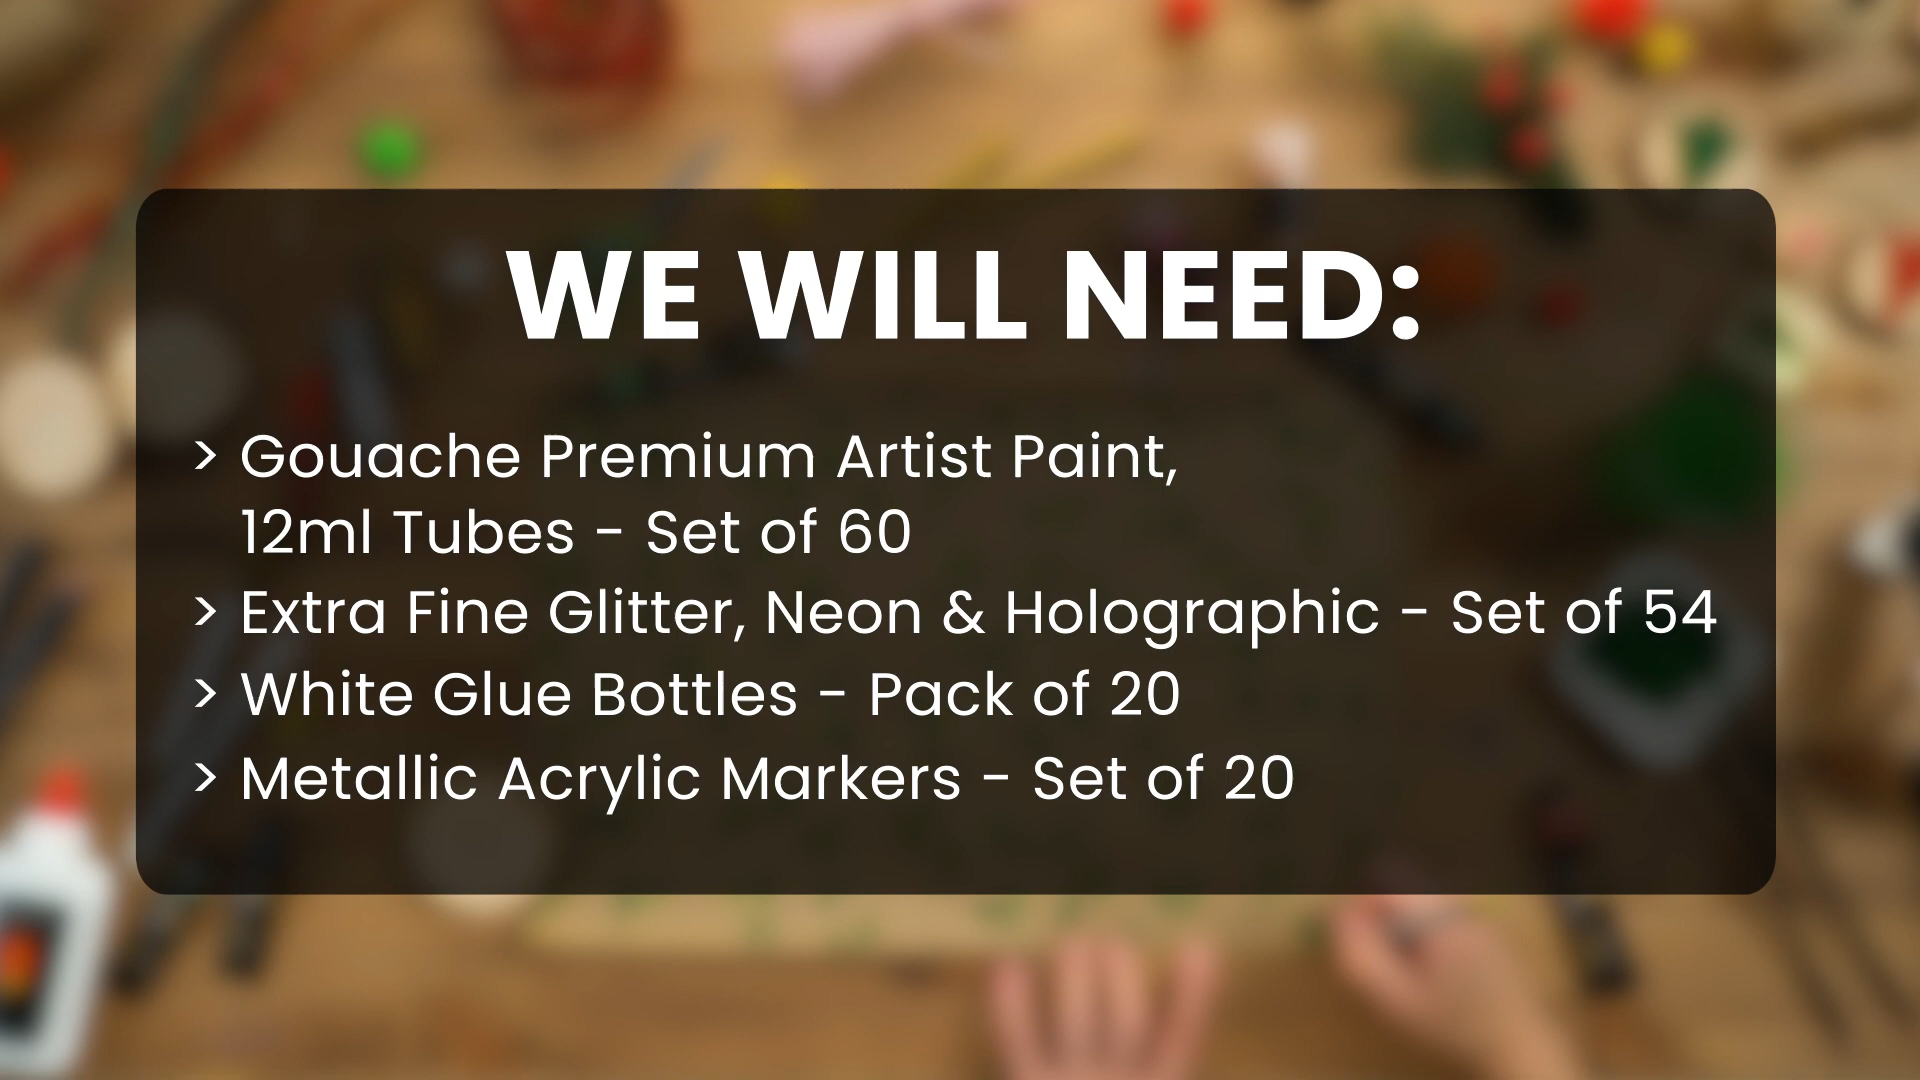 WE WILL NEED:
> Gouache Premium Artist Paint,
12ml Tubes - Set of 60
> Extra Fine Glitter, Neon & Holographic - Set of 54
> White Glue Bottles - Pack of 20
> Metallic Acrylic Markers - Set of 20